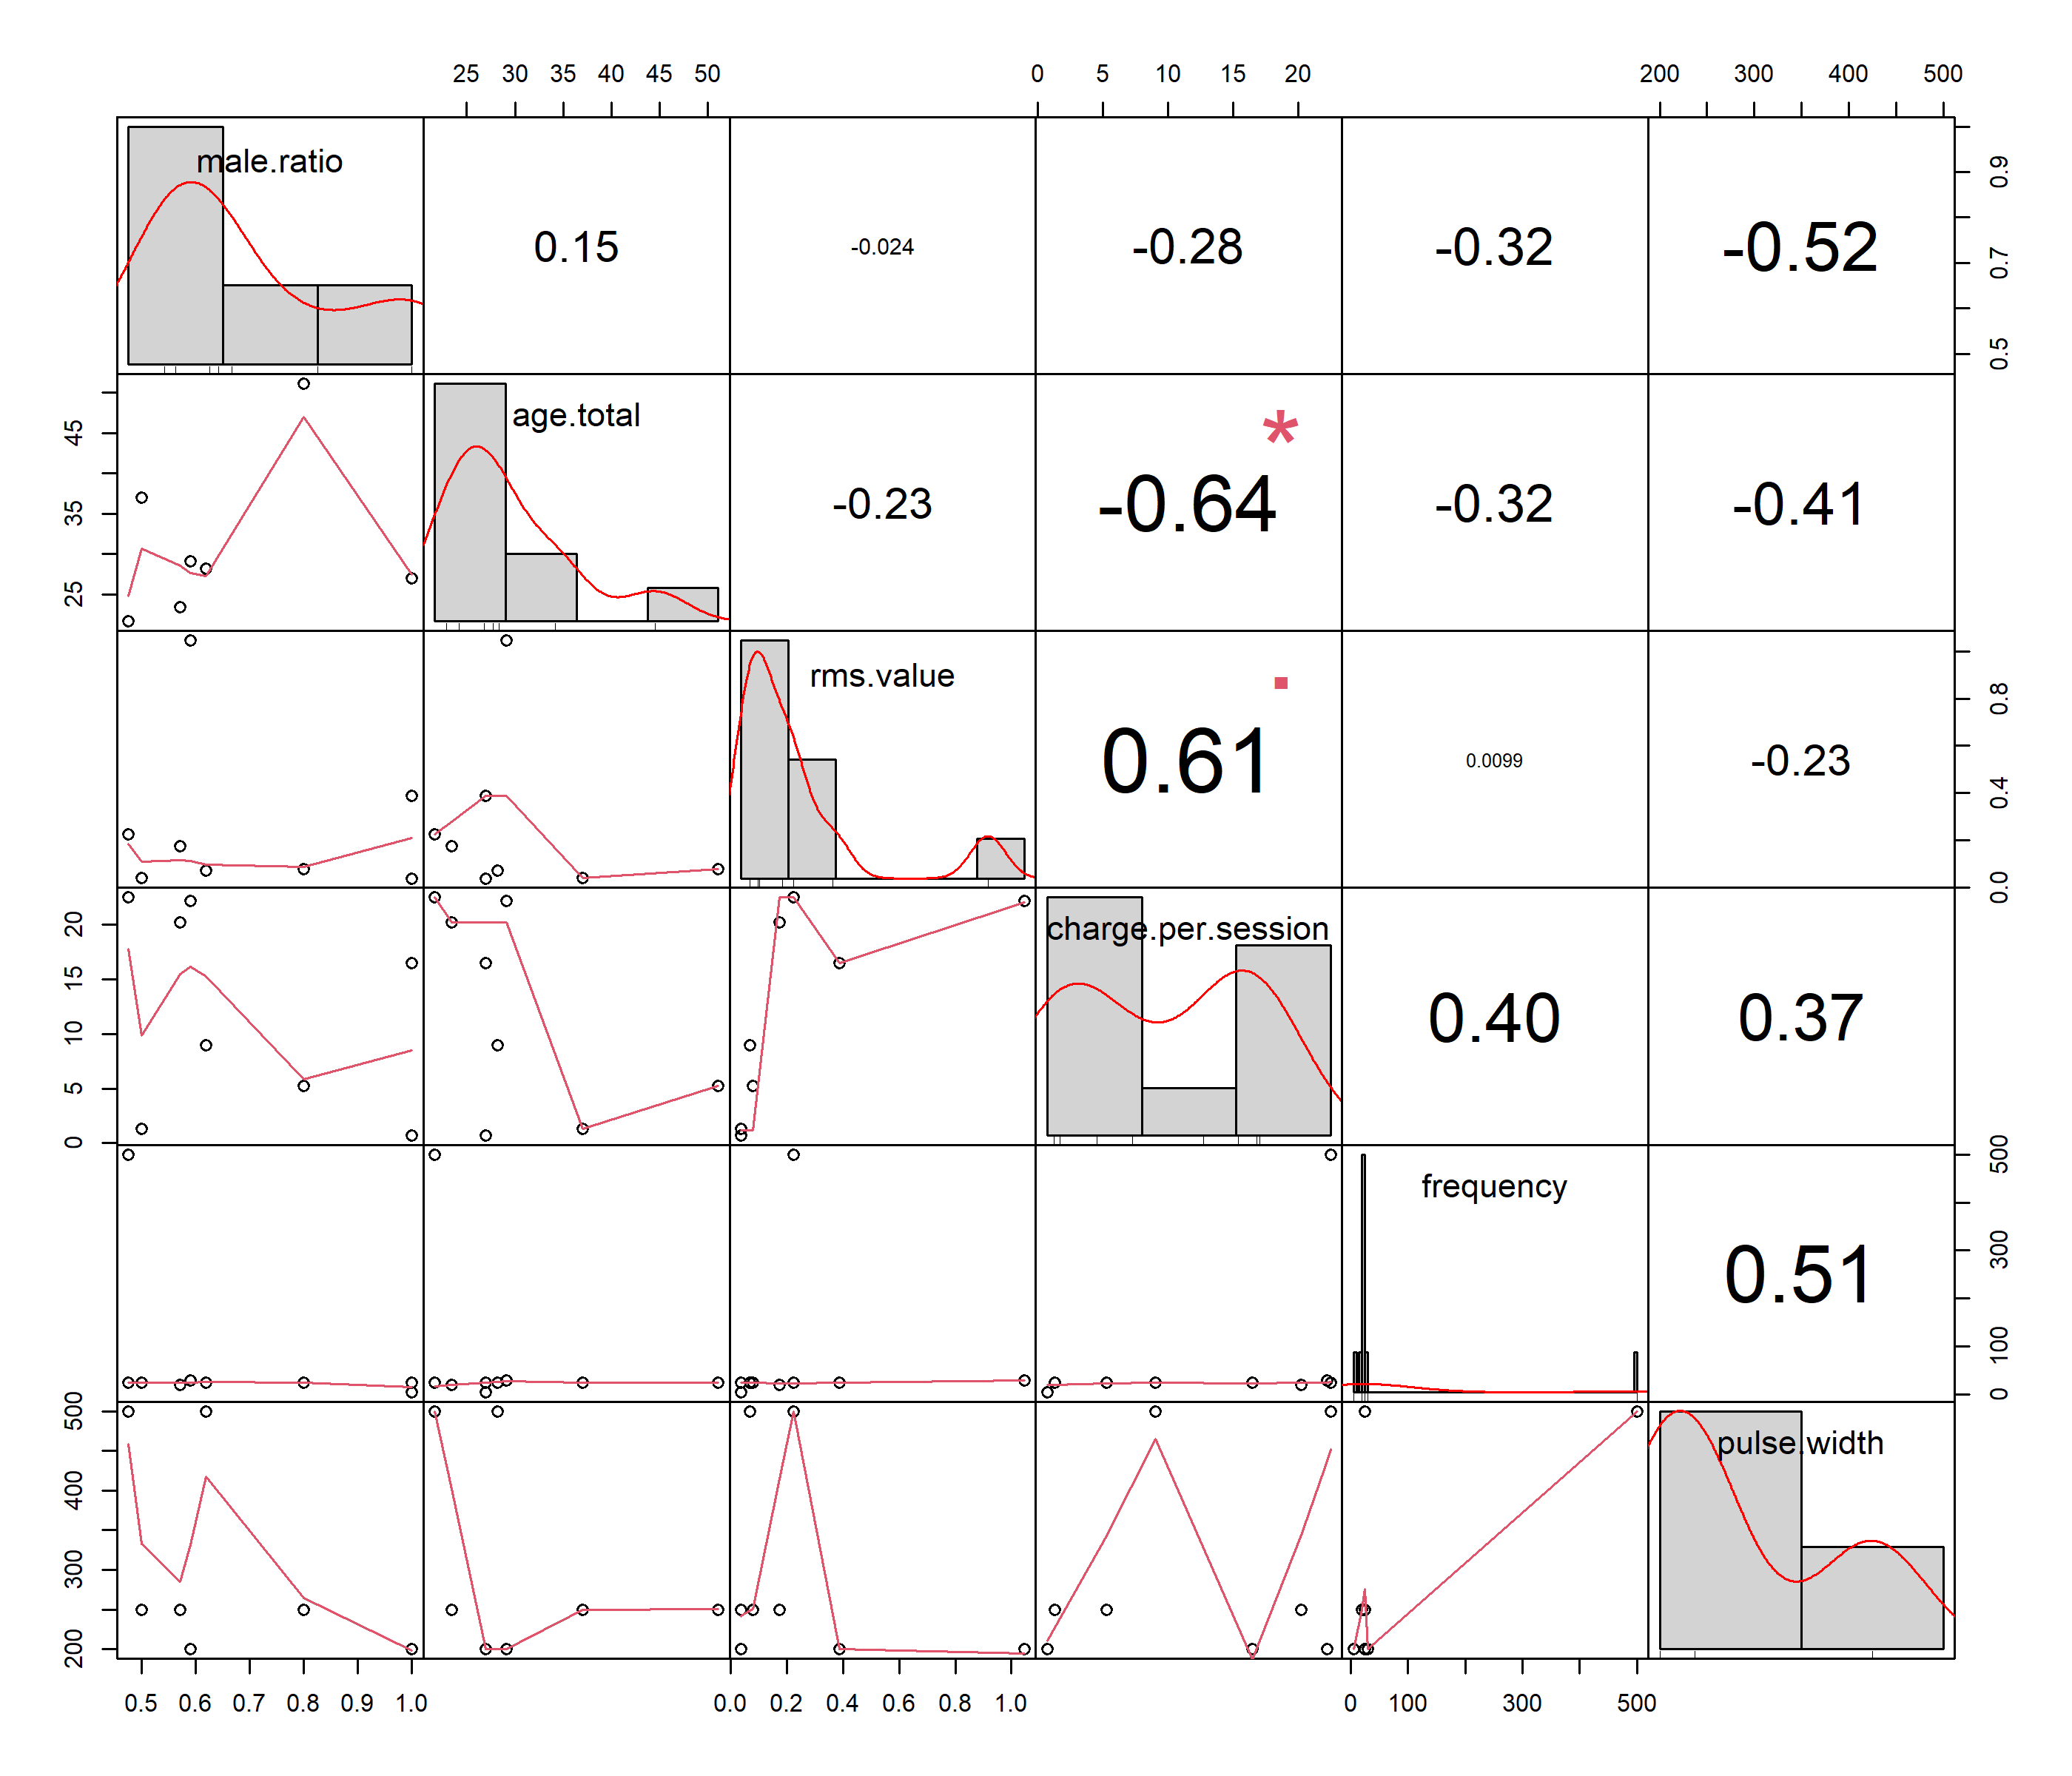 25 30 35 40 45 50 0 5 10 15 20 200 300 400 500
male.ratio 0.15 -0.024 -0.28 -0.32 -0.52 0.5 0.7 0.9
25 35 45 age.total -0.23 -0.64 * -0.32 -0.41
rms.value 0.61 . 0.0099 -0.23 0.0 0.4 0.8
0 5 10 15 20 charge.per.session 0.40 0.37
frequency 0.51 0 100 300 500
200 300 400 500 pulse.width
0.5 0.6 0.7 0.8 0.9 1.0 0.0 0.2 0.4 0.6 0.8 1.0 0 100 300 500